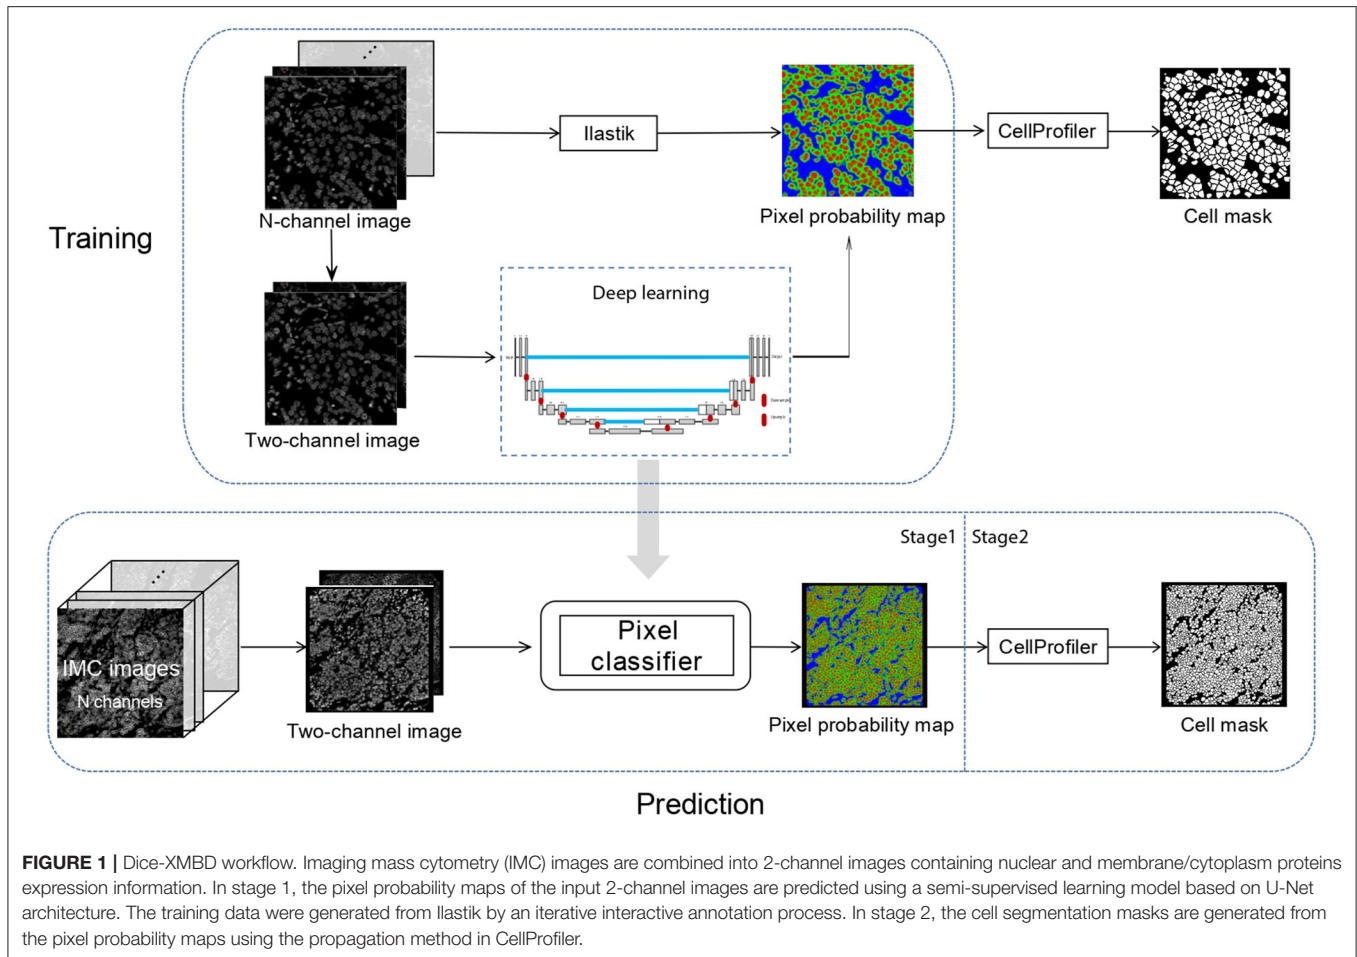 Ilastik
CellProfiler
N-channel image
Pixel probability map
Cell mask
Training
Deep learning
Two-channel image
Stage1
Stage2
IMC images
N channels
Pixel
classifier
CellProfiler
Two-channel image
Pixel probability map
Cell mask
Prediction
FIGURE 1 | Dice-XMBD workflow. Imaging mass cytometry (IMC) images are combined into 2-channel images containing nuclear and membrane/cytoplasm proteins
expression information. In stage 1, the pixel probability maps of the input 2-channel images are predicted using a semi-supervised learning model based on U-Net
architecture. The training data were generated from Ilastik by an iterative interactive annotation process. In stage 2, the cell segmentation masks are generated from
the pixel probability maps using the propagation method in CellProfiler.